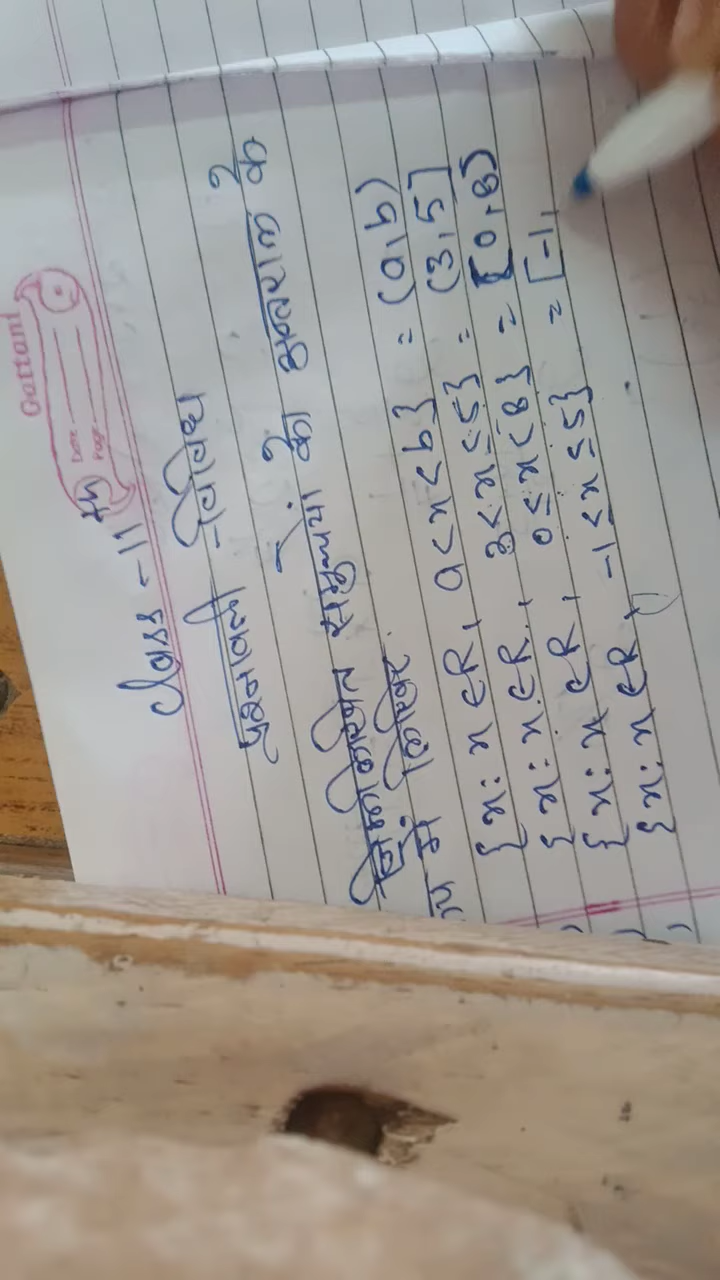 Gattani
Date
Page
Class - 11th
प्रश्नावली - विविध
निम्नलिखित समुच्चयों को अन्तराल के
रूप में लिखिए.
{x: x ∈ R, a < x < b} = (a, b)
{x: x ∈ R, 3 < x ≤ 5} = (3, 5]
{x: x ∈ R, 0 ≤ x < 8} = [0, 8)
{x: x ∈ R, -1 ≤ x ≤ 5} = [-1,